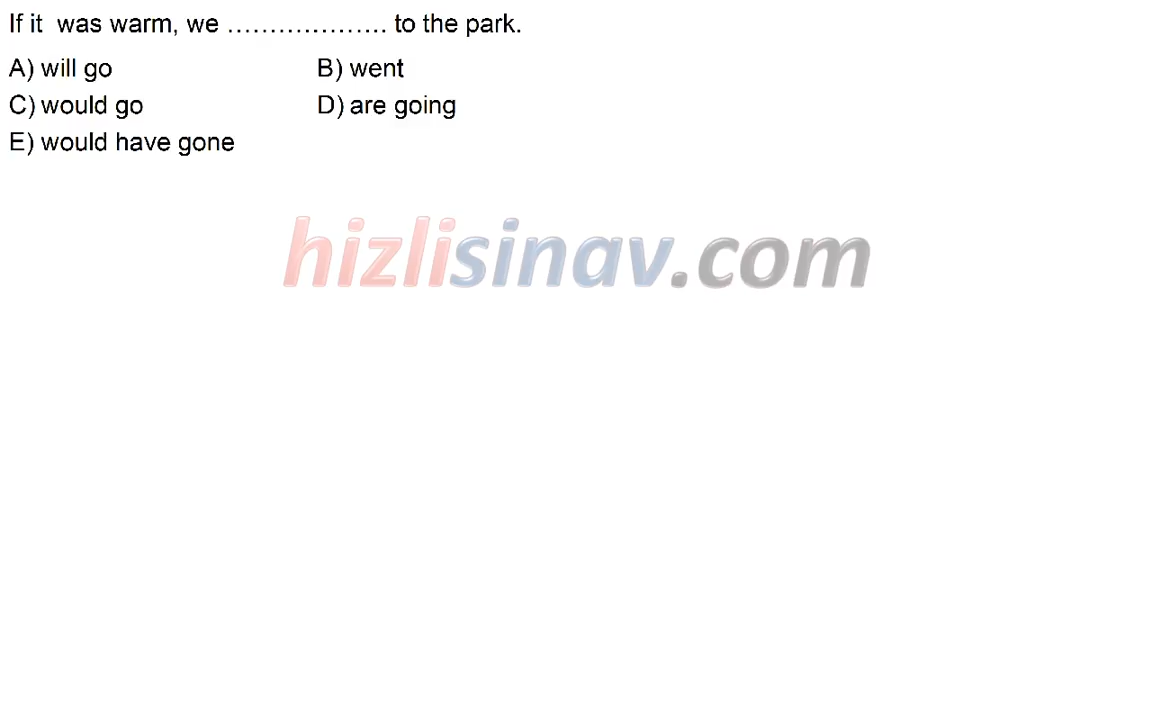 If it  was warm, we ................... to the park.
A) will go B) went
C) would go D) are going
E) would have gone
hizlisinav.com